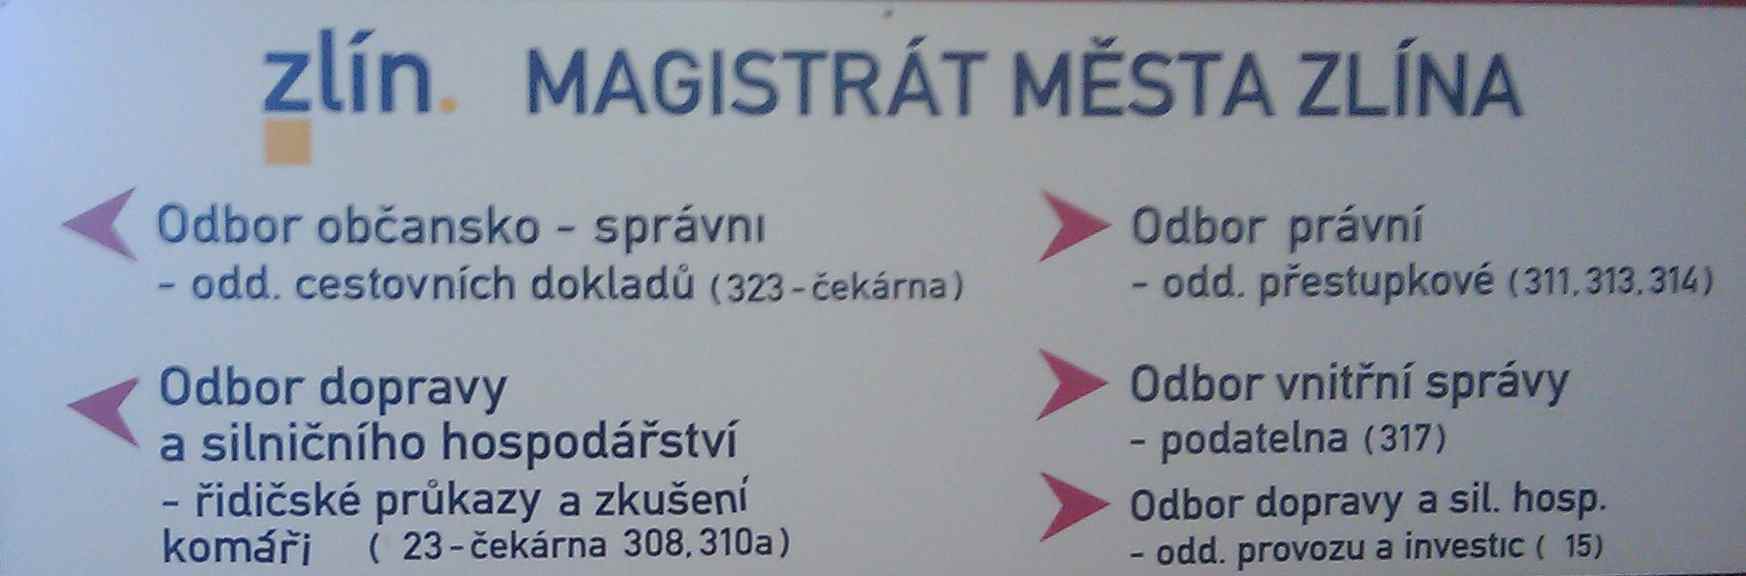 zlín. MAGISTRÁT MĚSTA ZLÍNA
Odbor občansko - správnı
- odd. cestovních dokladů (323-čekárna)
Odbor dopravy
a silničního hospodářství
- řidičské průkazy a zkušení
komáři ( 23-čekárna 308,310a)
Odbor právní
- odd. přestupkové (311,313,314)
Odbor vnitřní správy
- podatelna (317)
Odbor dopravy a sil. hosp.
- odd. provozu a investıc ( 15)